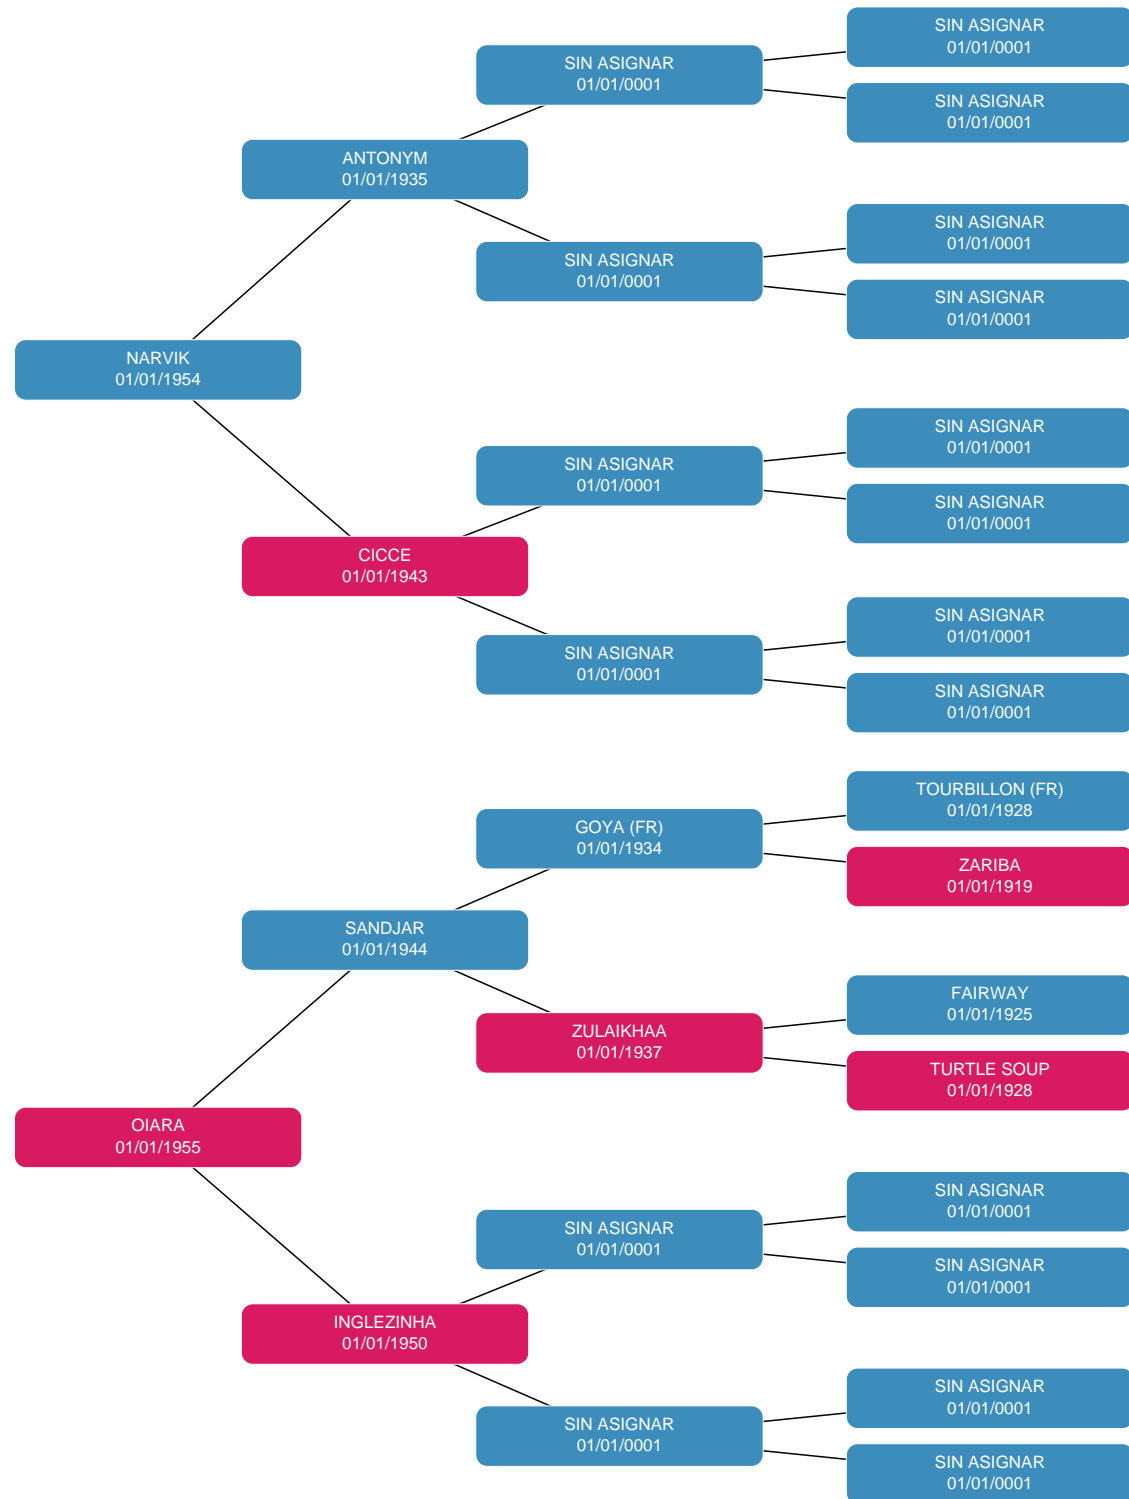 SIN ASIGNAR
01/01/0001
SIN ASIGNAR
01/01/0001
SIN ASIGNAR
01/01/0001
ANTONYM
01/01/1935
SIN ASIGNAR
01/01/0001
SIN ASIGNAR
01/01/0001
SIN ASIGNAR
01/01/0001
NARVIK
01/01/1954
SIN ASIGNAR
01/01/0001
SIN ASIGNAR
01/01/0001
SIN ASIGNAR
01/01/0001
CICCE
01/01/1943
SIN ASIGNAR
01/01/0001
SIN ASIGNAR
01/01/0001
SIN ASIGNAR
01/01/0001
TOURBILLON (FR)
01/01/1928
GOYA (FR)
01/01/1934
ZARIBA
01/01/1919
SANDJAR
01/01/1944
FAIRWAY
01/01/1925
ZULAIKHAA
01/01/1937
TURTLE SOUP
01/01/1928
OIARA
01/01/1955
SIN ASIGNAR
01/01/0001
SIN ASIGNAR
01/01/0001
SIN ASIGNAR
01/01/0001
INGLEZINHA
01/01/1950
SIN ASIGNAR
01/01/0001
SIN ASIGNAR
01/01/0001
SIN ASIGNAR
01/01/0001